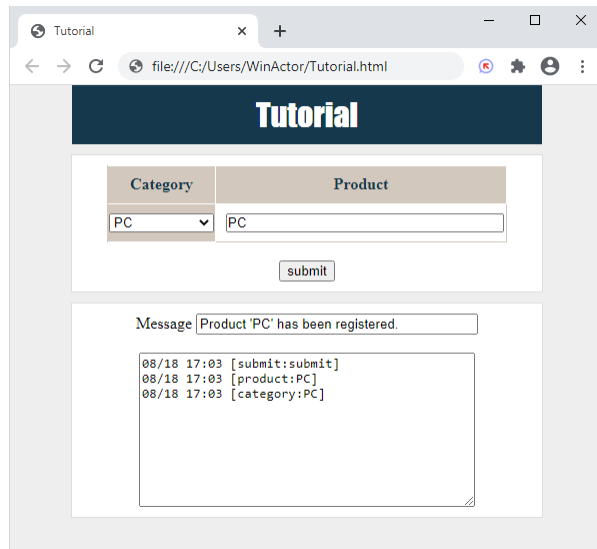 Tutorial
file:///C:/Users/WinActor/Tutorial.html
Tutorial
Category Product
PC PC
submit
Message Product 'PC' has been registered.
08/18 17:03 [submit:submit]
08/18 17:03 [product:PC]
08/18 17:03 [category:PC]